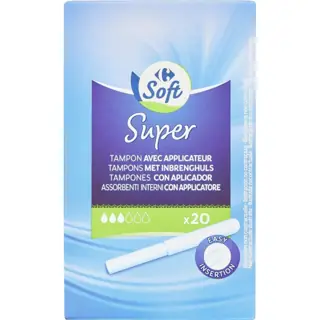 Soft
Super
TAMPON AVEC APPLICATEUR
TAMPONS MET INBRENGHULS
TAMPONES CON APLICADOR
ASSORBENTI INTERNI CON APPLICATORE
x20
EASY
INSERTION